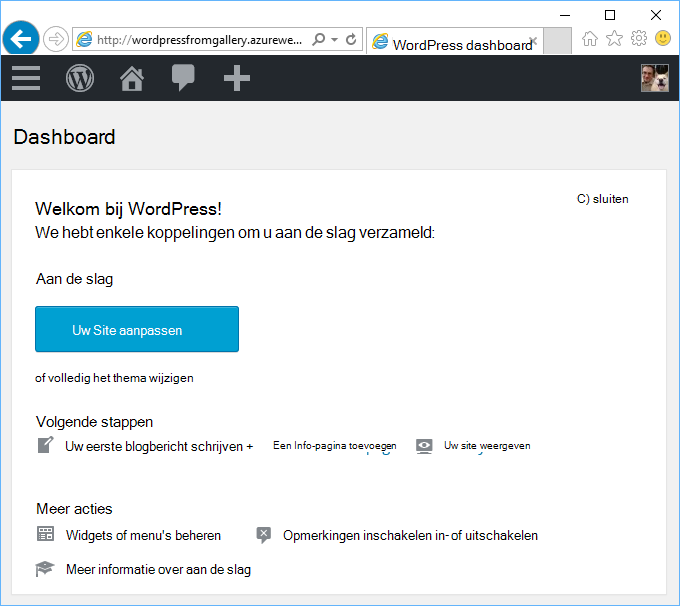 http://wordpressfromgallery.azurewe...
WordPress dashboard
Dashboard
C) sluiten
Welkom bij WordPress!
We hebt enkele koppelingen om u aan de slag verzameld:
Aan de slag
Uw Site aanpassen
of volledig het thema wijzigen
Volgende stappen
Uw eerste blogbericht schrijven + Een Info-pagina toevoegen Uw site weergeven
Meer acties
Widgets of menu's beheren Opmerkingen inschakelen in- of uitschakelen
Meer informatie over aan de slag